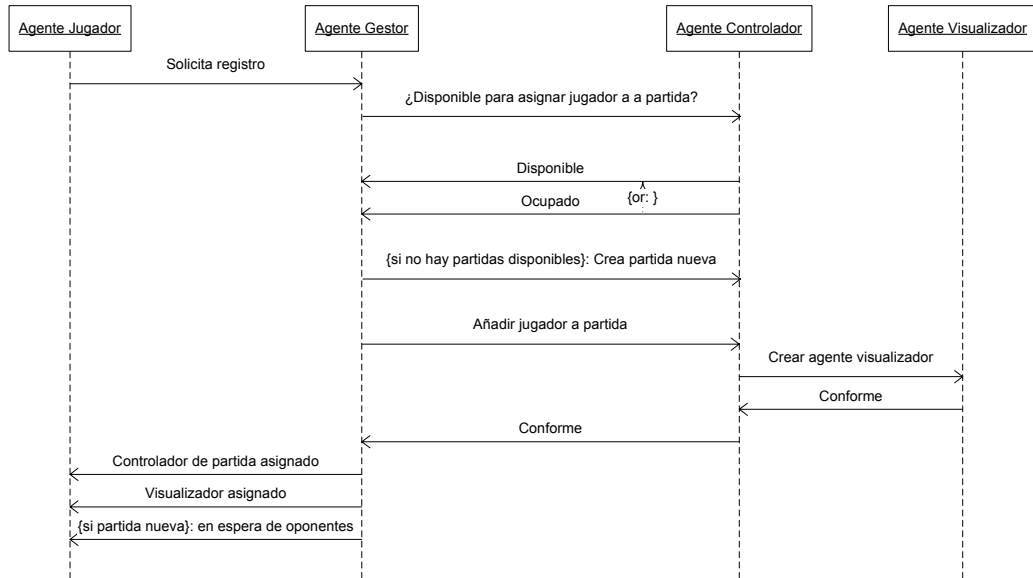 Agente Jugador
Agente Gestor
Agente Controlador
Agente Visualizador
Solicita registro
¿Disponible para asignar jugador a a partida?
Disponible
{or: }
Ocupado
{si no hay partidas disponibles}: Crea partida nueva
Añadir jugador a partida
Crear agente visualizador
Conforme
Conforme
Controlador de partida asignado
Visualizador asignado
{si partida nueva}: en espera de oponentes